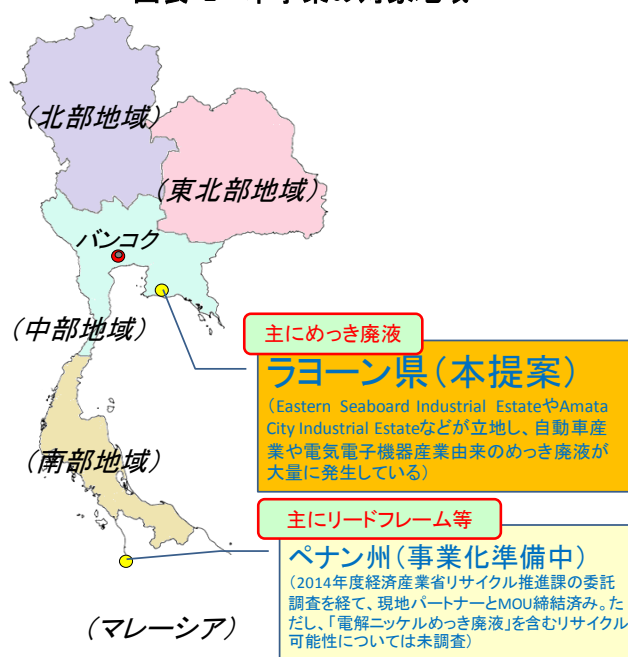 （北部地域）
（東北部地域）
バンコク
（中部地域）
主にめっき廃液
ラヨーン県（本提案）
（Eastern Seaboard Industrial EstateやAmata
City Industrial Estateなどが立地し、自動車産
業や電気電子機器産業由来のめっき廃液が
大量に発生している）
（南部地域）
主にリードフレーム等
ペナン州（事業化準備中）
（2014年度経済産業省リサイクル推進課の委託
調査を経て、現地パートナーとMOU締結済み。た
だし、「電解ニッケルめっき廃液」を含むリサイクル
可能性については未調査）
（マレーシア）